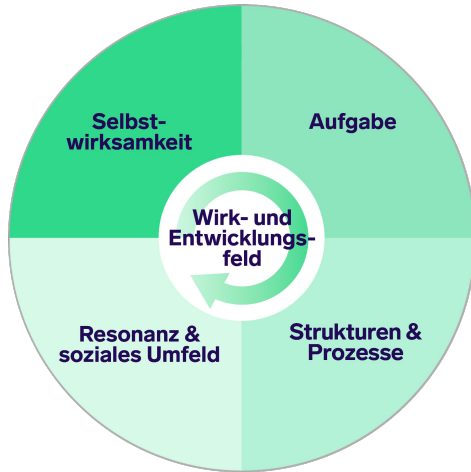 Selbst-
wirksamkeit
Aufgabe
Wirk- und
Entwicklungs-
feld
Resonanz &
soziales Umfeld
Strukturen &
Prozesse